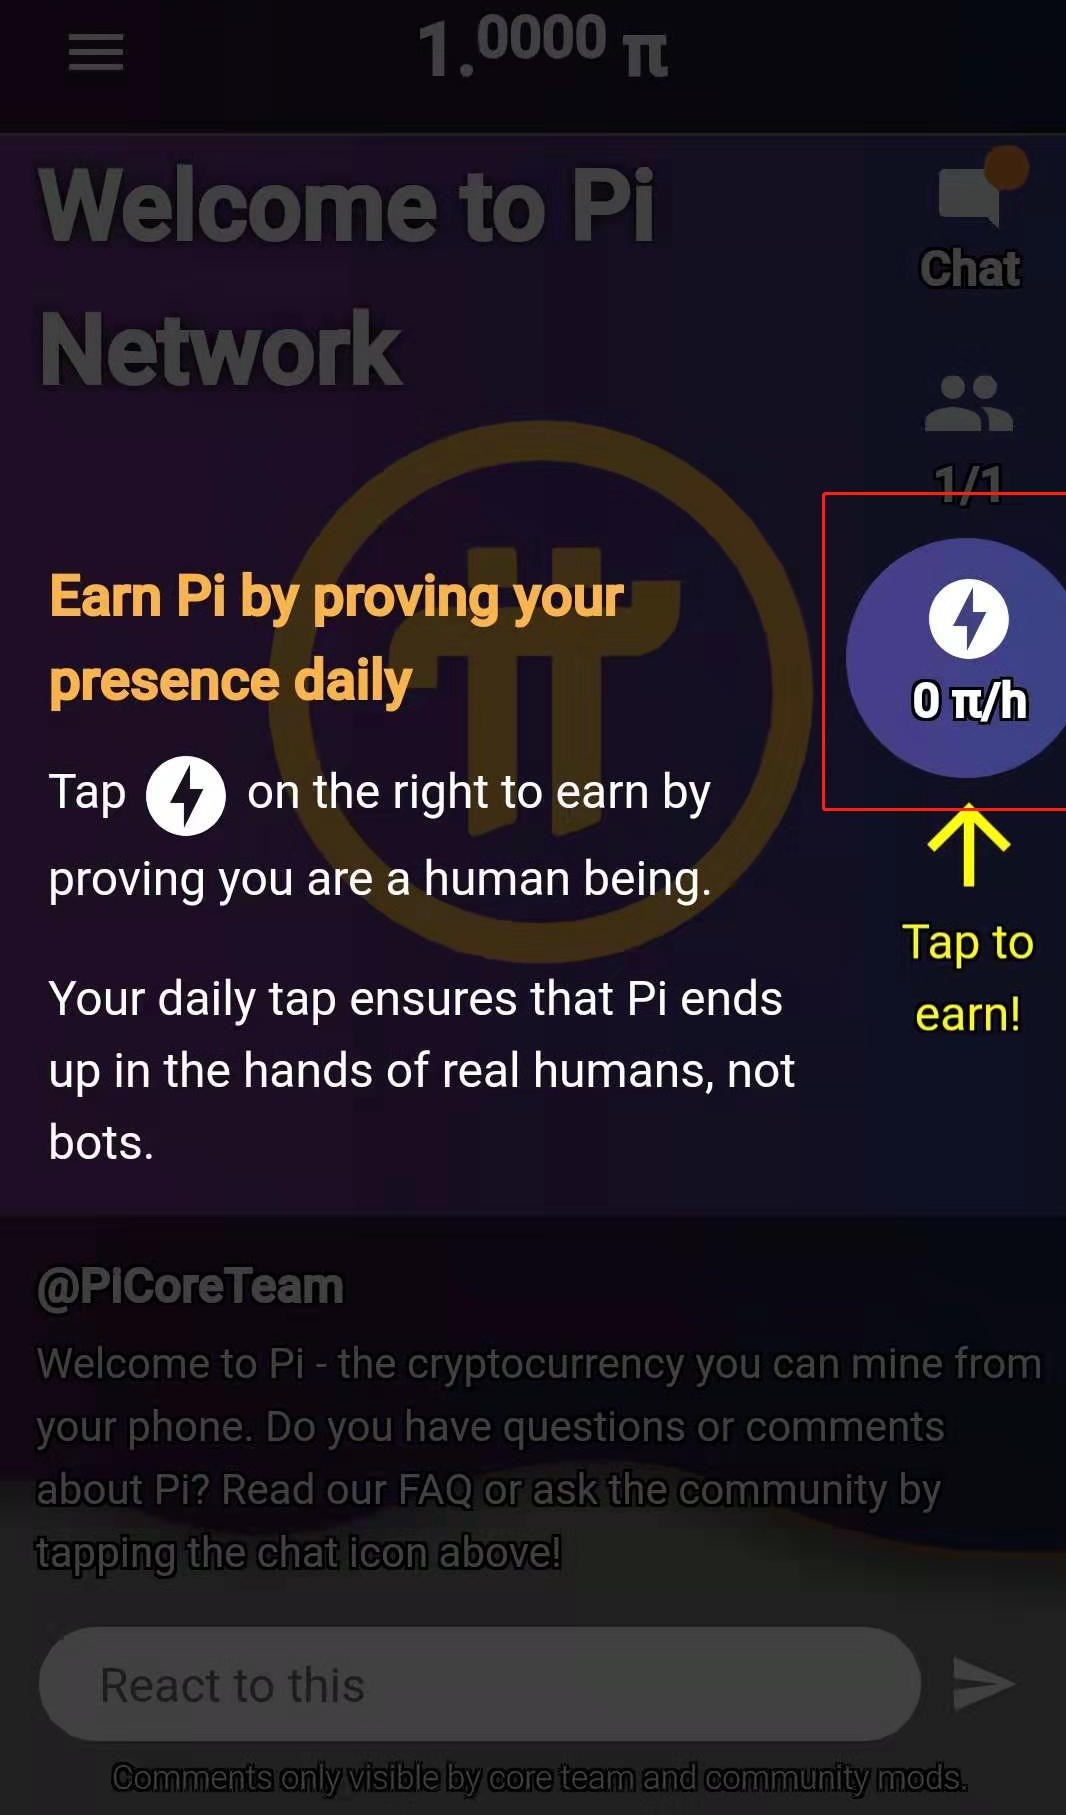 1.0000 π
Welcome to Pi
Network
Chat
1/1
Earn Pi by proving your
presence daily
0 π/h
Tap on the right to earn by
proving you are a human being.
Tap to
earn!
Your daily tap ensures that Pi ends
up in the hands of real humans, not
bots.
@PiCoreTeam
Welcome to Pi - the cryptocurrency you can mine from
your phone. Do you have questions or comments
about Pi? Read our FAQ or ask the community by
tapping the chat icon above!
React to this
Comments only visible by core team and community mods.